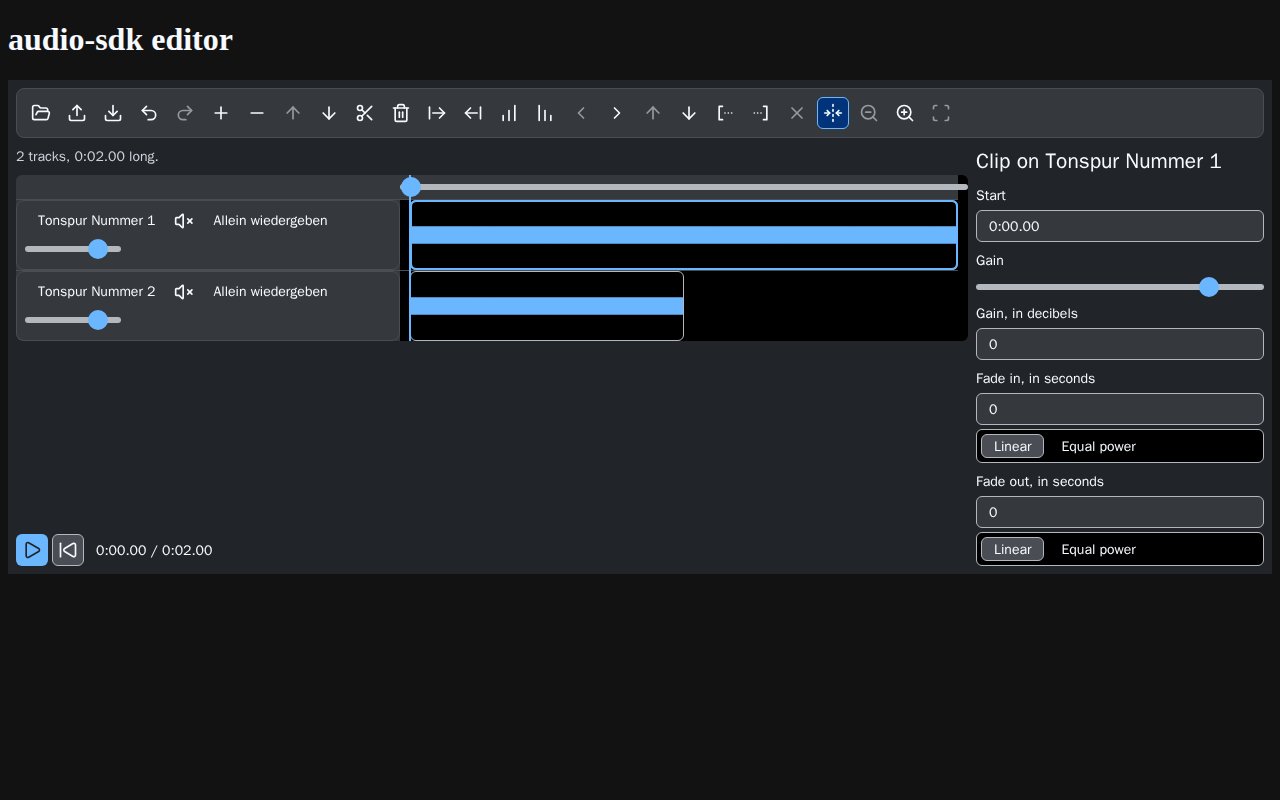 audio-sdk editor
2 tracks, 0:02.00 long.
Clip on Tonspur Nummer 1
Start
0:00.00
Tonspur Nummer 1
Allein wiedergeben
Gain
Tonspur Nummer 2
Allein wiedergeben
Gain, in decibels
0
Fade in, in seconds
0
Linear
Equal power
Fade out, in seconds
0
Linear
Equal power
0:00.00 / 0:02.00